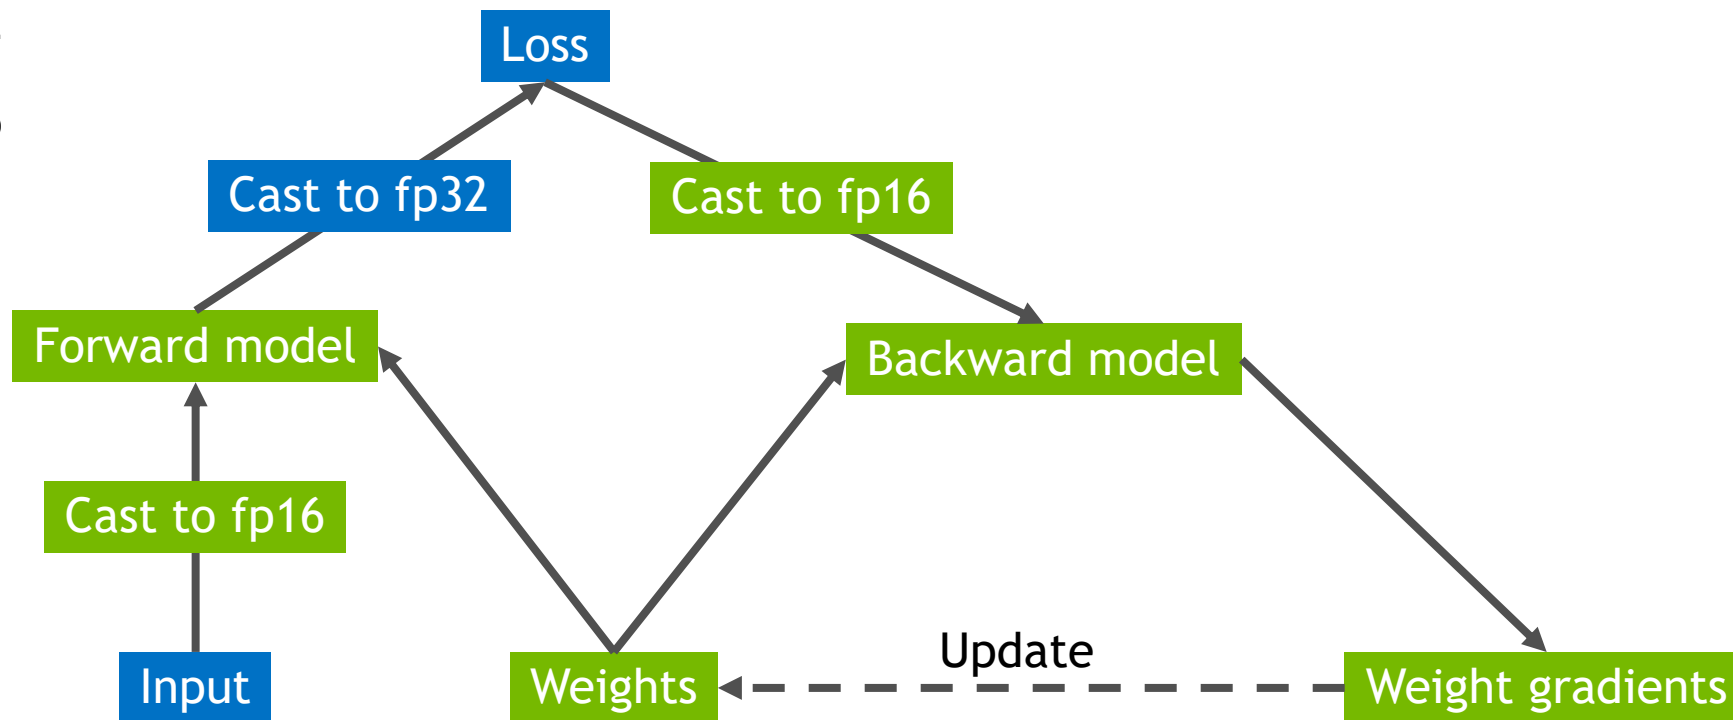 Loss
Cast to fp32
Cast to fp16
Forward model
Backward model
Cast to fp16
Update
Input
Weights
Weight gradients